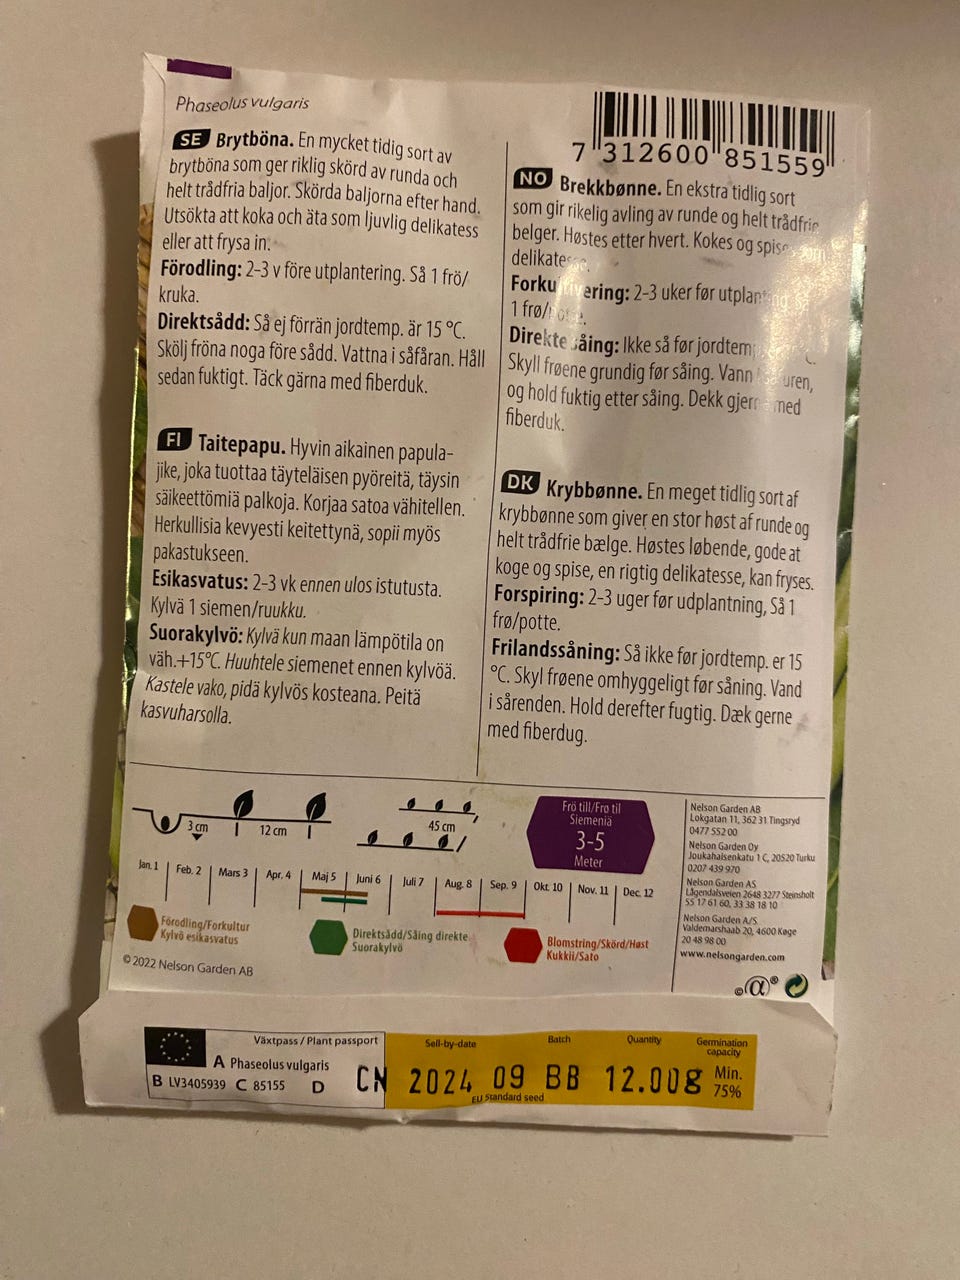 Phaseolus vulgaris
SE Brytböna. En mycket tidig sort av
brytböna som ger riklig skörd av runda och
helt trådfria baljor. Skörda baljorna efter hand.
Utsökta att koka och äta som ljuvlig delikatess
eller att frysa in.
Förodling: 2-3 v före utplantering. Så 1 frö/
kruka.
Direktsådd: Så ej förrän jordtemp. är 15 °C.
Skölj fröna noga före sådd. Vattna i såfåran. Håll
sedan fuktigt. Täck gärna med fiberduk.
FI Taitepapu. Hyvin aikainen papula-
jike, joka tuottaa täyteläisen pyöreitä, täysin
säikeettömiä palkoja. Korjaa satoa vähitellen.
Herkullisia kevyesti keitettynä, sopii myös
pakastukseen.
Esikasvatus: 2-3 vk ennen ulos istutusta.
Kylvä 1 siemen/ruukku.
Suorakylvö: Kylvä kun maan lämpötila on
väh.+15°C. Huuhtele siemenet ennen kylvöä.
Kastele vako, pidä kylvös kosteana. Peitä
kasvuharsolla.
7 312600 851559
NO Brekkbønne. En ekstra tidlig sort
som gir rikelig avling av runde og helt trådfrie
belger. Høstes etter hvert. Kokes og spises som
2-3 uker før
1
Direkte såing: Ikke så før
Skyll frøene grundig før såing. Vann
og hold fuktig etter såing. Dekk gjerne med
fiberduk.
DK Krybbønne. En meget tidlig sort af
krybbønne som giver en stor høst af runde og
helt trådfrie bælge. Høstes løbende, gode at
koge og spise, en rigtig delikatesse, kan fryses.
Forspiring: 2-3 uger før udplantning, Så 1
frø/potte.
Frilandssåning: Så ikke før jordtemp. er 15
°C. Skyl frøene omhyggeligt før såning. Vand
i sårenden. Hold derefter fugtig. Dæk gerne
med fiberdug.
3 cm
12 cm
45 cm
Frö till/Frø til
Siemeniä
3-5
Meter
Jan. 1 Feb. 2 Mars 3 Apr. 4 Maj 5 Juni 6 Juli 7 Aug. 8 Sep. 9 Okt. 10 Nov. 11 Dec. 12
Förodling/Forkultur
Kylvö esikasvatus
Direktsådd/Såing direkte
Suorakylvö
Blomstring/Skörd/Høst
Kukkii/Sato
© 2022 Nelson Garden AB
Nelson Garden AB
Lokgatan 11, 362 31 Tingsryd
0477 552 00
Nelson Garden Oy
Joukahaisenkatu 1 C, 20520 Turku
0207 439 970
Nelson Garden AS
Lågendalsveien 2648 3277 Steinsholt
55 17 61 60, 33 38 18 10
Nelson Garden A/S
Valdemarshaab 20, 4600 Køge
20 48 98 00
www.nelsongarden.com
Växtpass / Plant passport
A Phaseolus vulgaris
B LV3405939 C 85155 D CN
Sell-by-date Batch Quantity Germination
capacity
2024 09 BB 12.00g Min.
75%
EU Standard seed